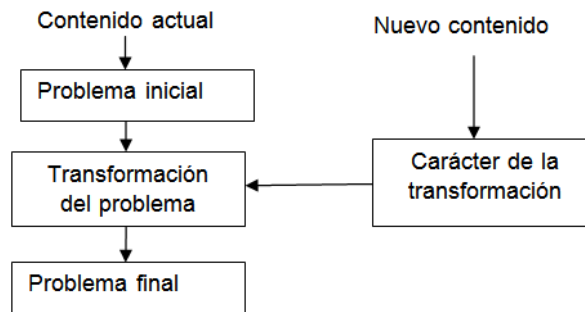 Contenido actual
Nuevo contenido
Problema inicial
Transformación
del problema
Carácter de la
transformación
Problema final